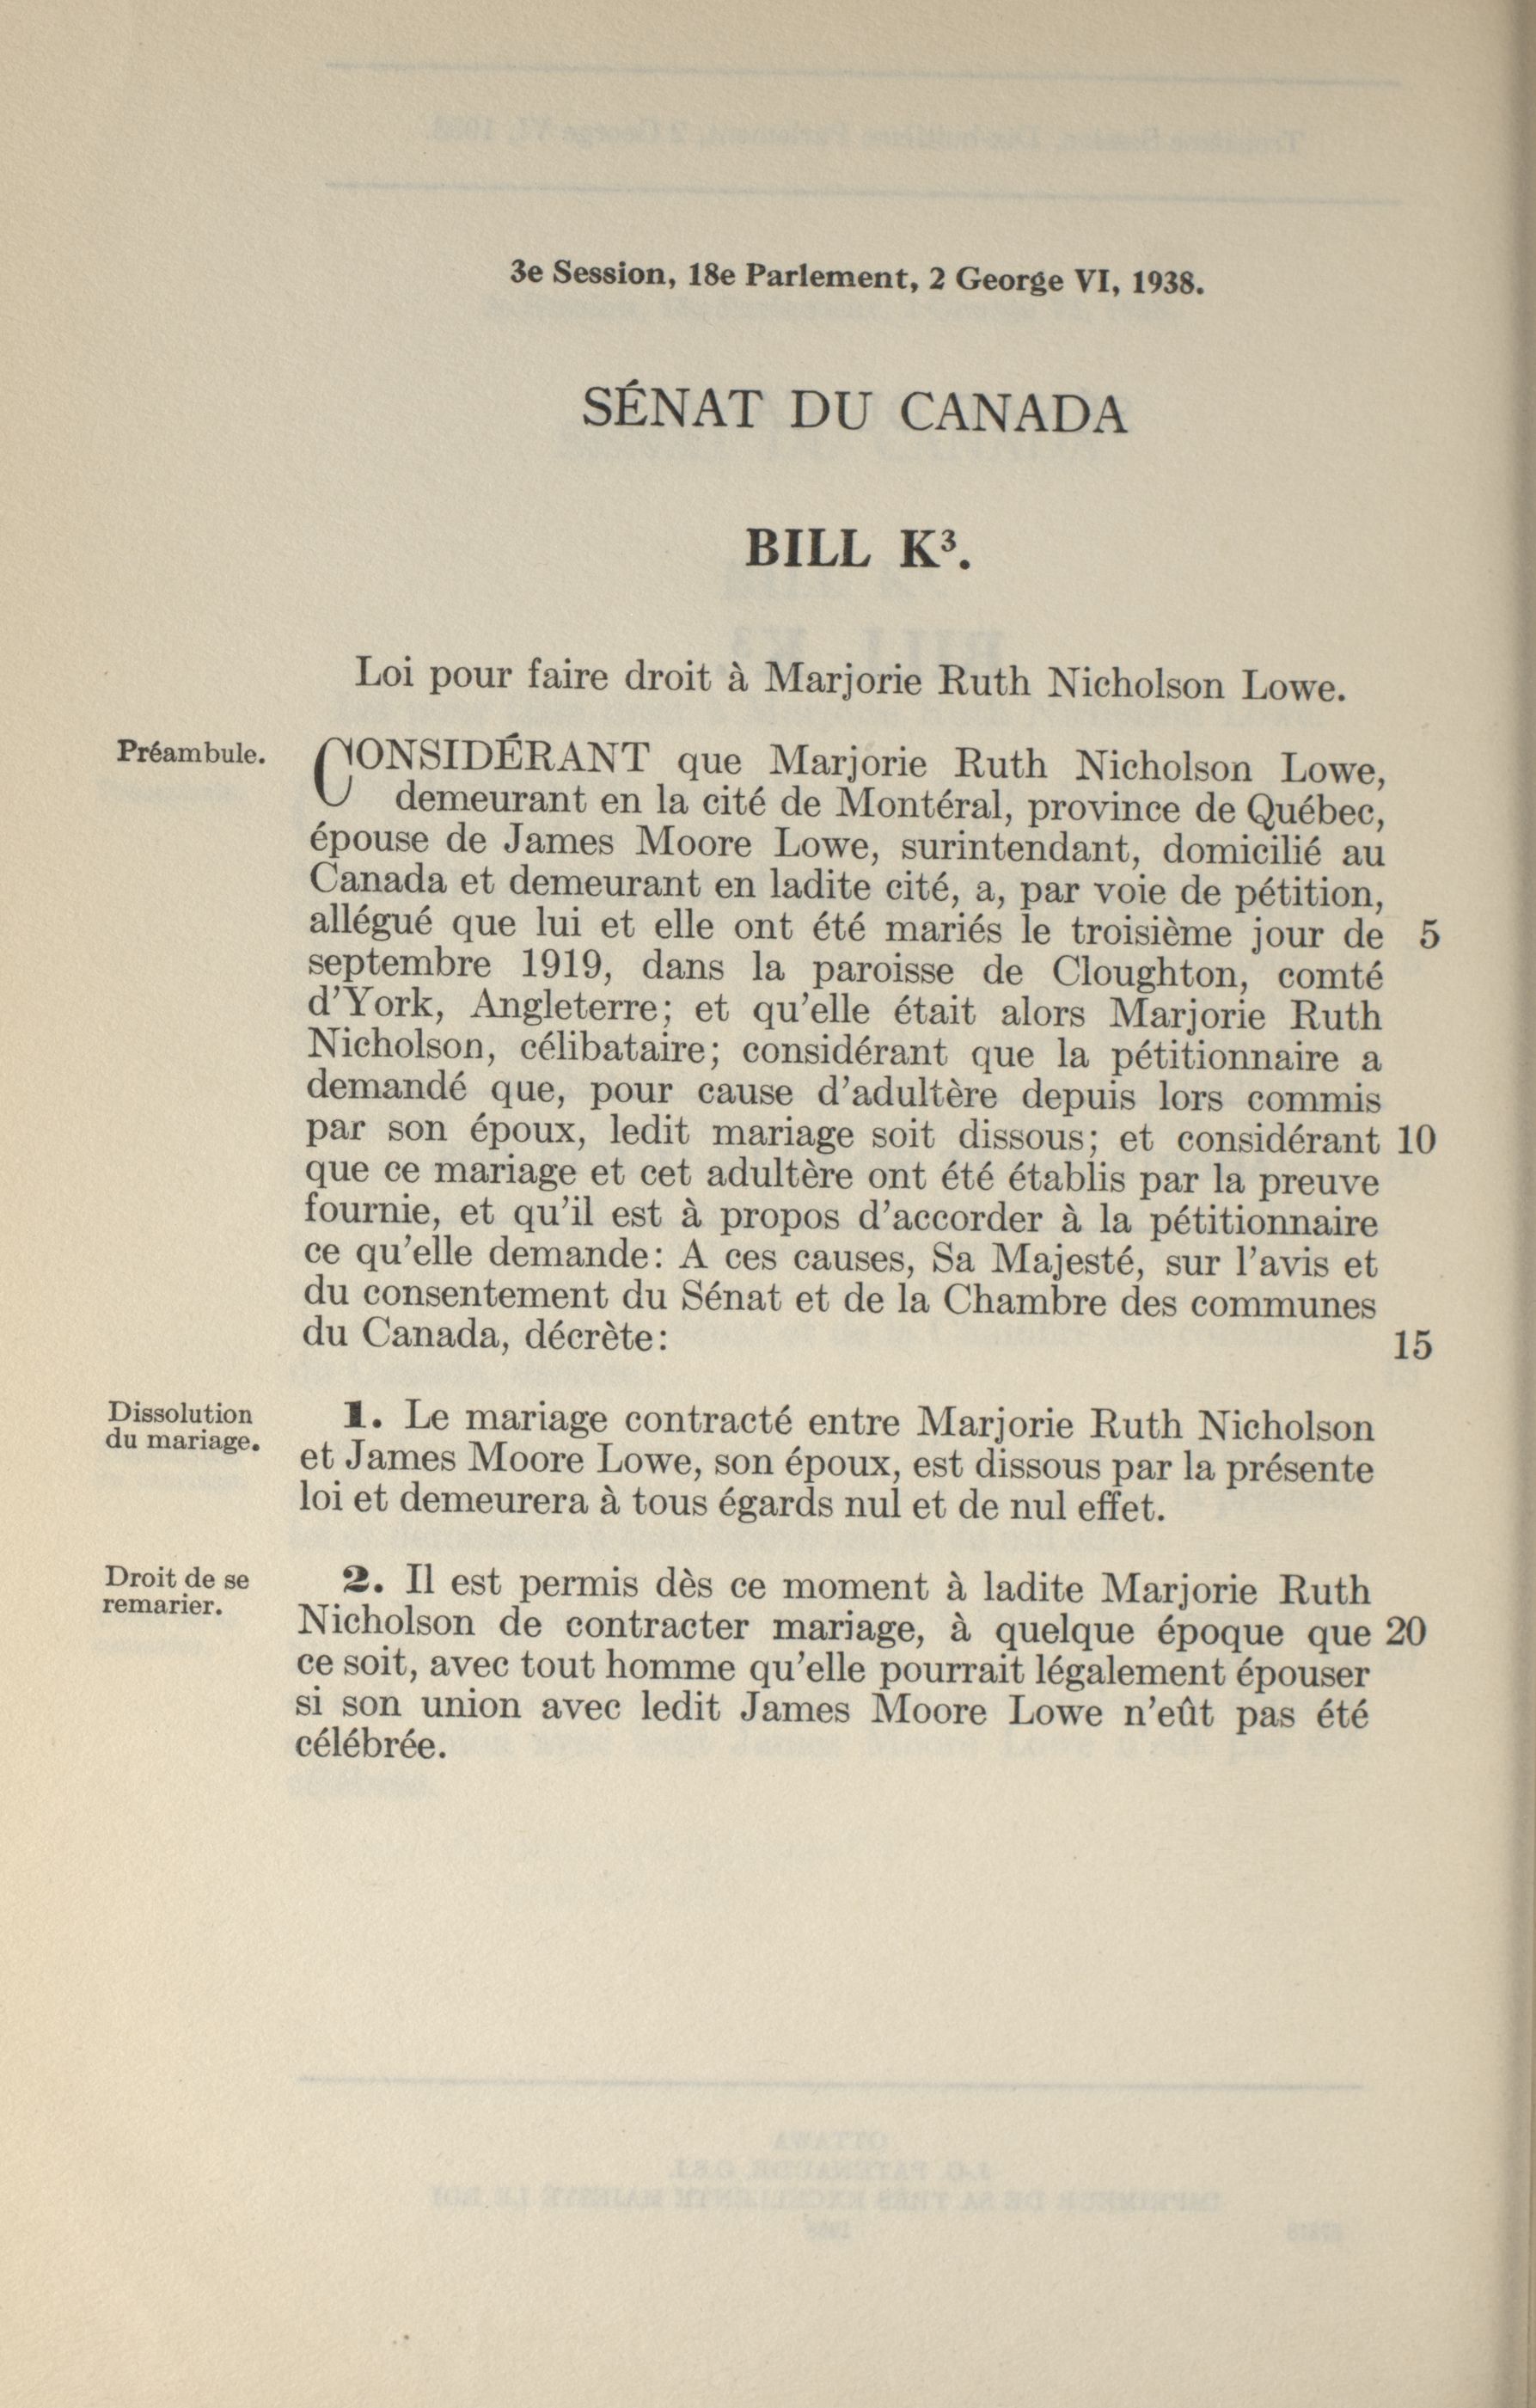 3e Session, 18e Parlement, 2 George VI, 1938.
SÉNAT DU CANADA
BILL K³.
Loi pour faire droit à Marjorie Ruth Nicholson Lowe.
Préambule.
CONSIDÉRANT que Marjorie Ruth Nicholson Lowe,
demeurant en la cité de Montéral, province de Québec,
épouse de James Moore Lowe, surintendant, domicilié au
Canada et demeurant en ladite cité, a, par voie de pétition,
allégué que lui et elle ont été mariés le troisième jour de 5
septembre 1919, dans la paroisse de Cloughton, comté
d'York, Angleterre; et qu'elle était alors Marjorie Ruth
Nicholson, célibataire; considérant que la pétitionnaire a
demandé que, pour cause d'adultère depuis lors commis
par son époux, ledit mariage soit dissous; et considérant 10
que ce mariage et cet adultère ont été établis par la preuve
fournie, et qu'il est à propos d'accorder à la pétitionnaire
ce qu'elle demande: A ces causes, Sa Majesté, sur l'avis et
du consentement du Sénat et de la Chambre des communes
du Canada, décrète: 15
Dissolution
du mariage.
1. Le mariage contracté entre Marjorie Ruth Nicholson
et James Moore Lowe, son époux, est dissous par la présente
loi et demeurera à tous égards nul et de nul effet.
Droit de se
remarier.
2. Il est permis dès ce moment à ladite Marjorie Ruth
Nicholson de contracter mariage, à quelque époque que 20
ce soit, avec tout homme qu'elle pourrait légalement épouser
si son union avec ledit James Moore Lowe n'eût pas été
célébrée.